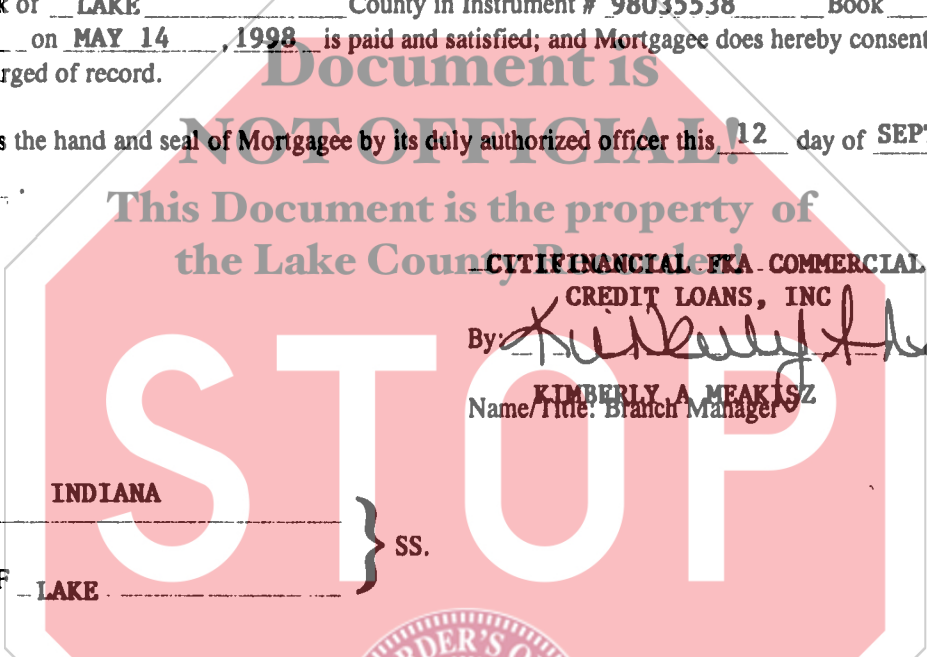 k of LAKE County in Instrument # 98035538 Book
on MAY 14, 1998 is paid and satisfied; and Mortgagee does hereby consent
rged of record.
Document is
s the hand and seal of Mortgagee by its duly authorized officer this 12 day of SEPT
NOT OFFICIAL!
This Document is the property of
the Lake County Recorder!
CITIFINANCIAL FKA COMMERCIAL
CREDIT LOANS, INC
By:
KIMBERLY A MEAKISZ
Name/Title: Branch Manager
STOP
INDIANA
SS.
F LAKE
RDER'S O